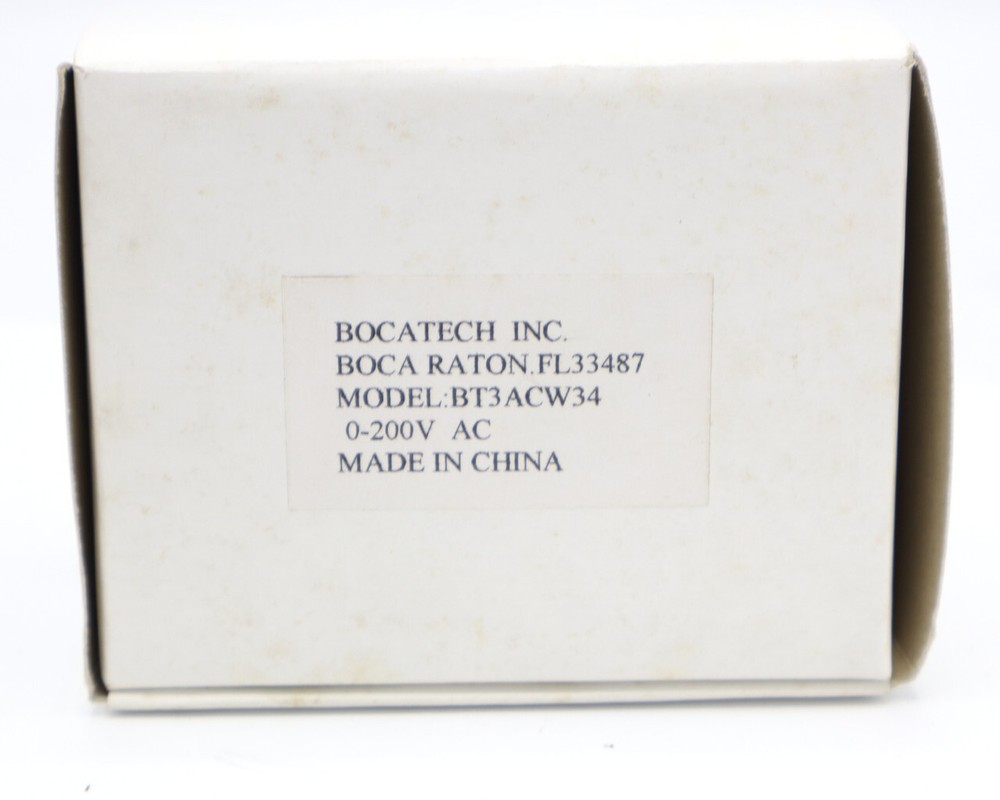 BOCATECH INC.
BOCA RATON.FL33487
MODEL:BT3ACW34
0-200V AC
MADE IN CHINA